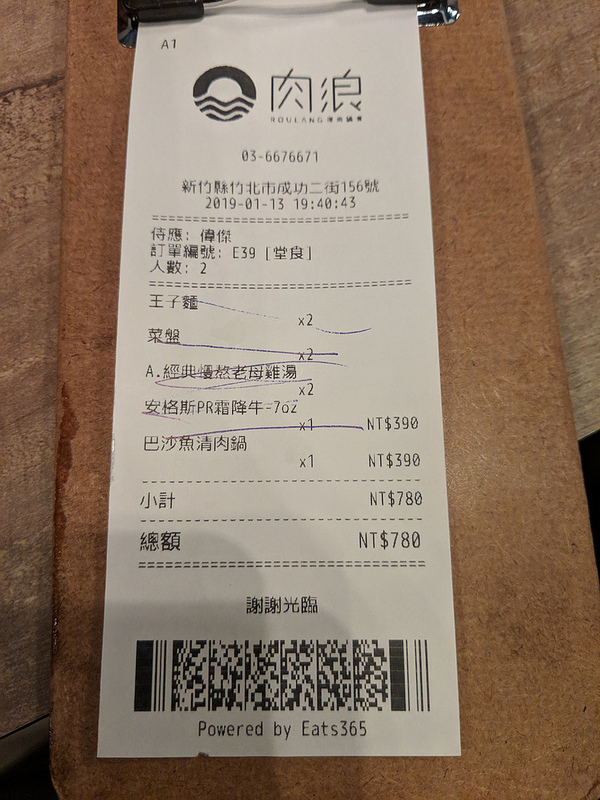 A1
肉浪
ROULANG
03-6676671
新竹縣竹北市成功二街156號
2019-01-13 19:40:43
待應: 偉傑
訂單編號: E39 [堂食]
人數: 2
王子麵
x2
菜盤
x2
A.經典慢熬老母雞湯
x2
安格斯PR霜降牛-7oz
x1 NT$390
巴沙魚清肉鍋
x1 NT$390
小計 NT$780
總額 NT$780
謝謝光臨
Powered by Eats365